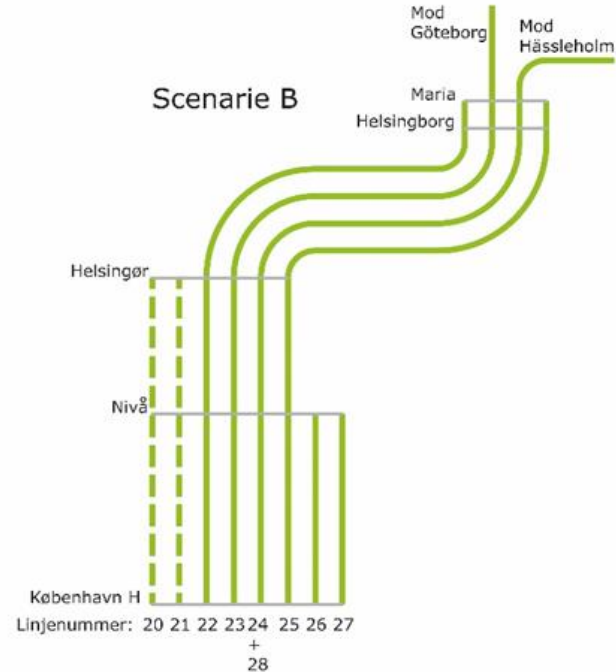 Mod
Göteborg
Mod
Hässleholm
Scenarie B
Maria
Helsingborg
Helsingør
Nivå
København H
Linjenummer: 20 21 22 23 24 25 26 27
+
28